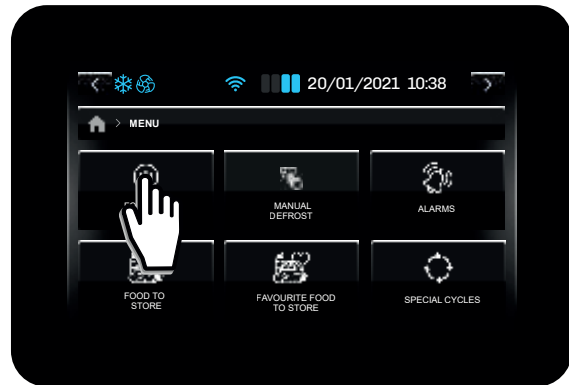 20/01/2021 10:38
> MENU
MANUAL
DEFROST
ALARMS
FOOD TO
STORE
FAVOURITE FOOD
TO STORE
SPECIAL CYCLES